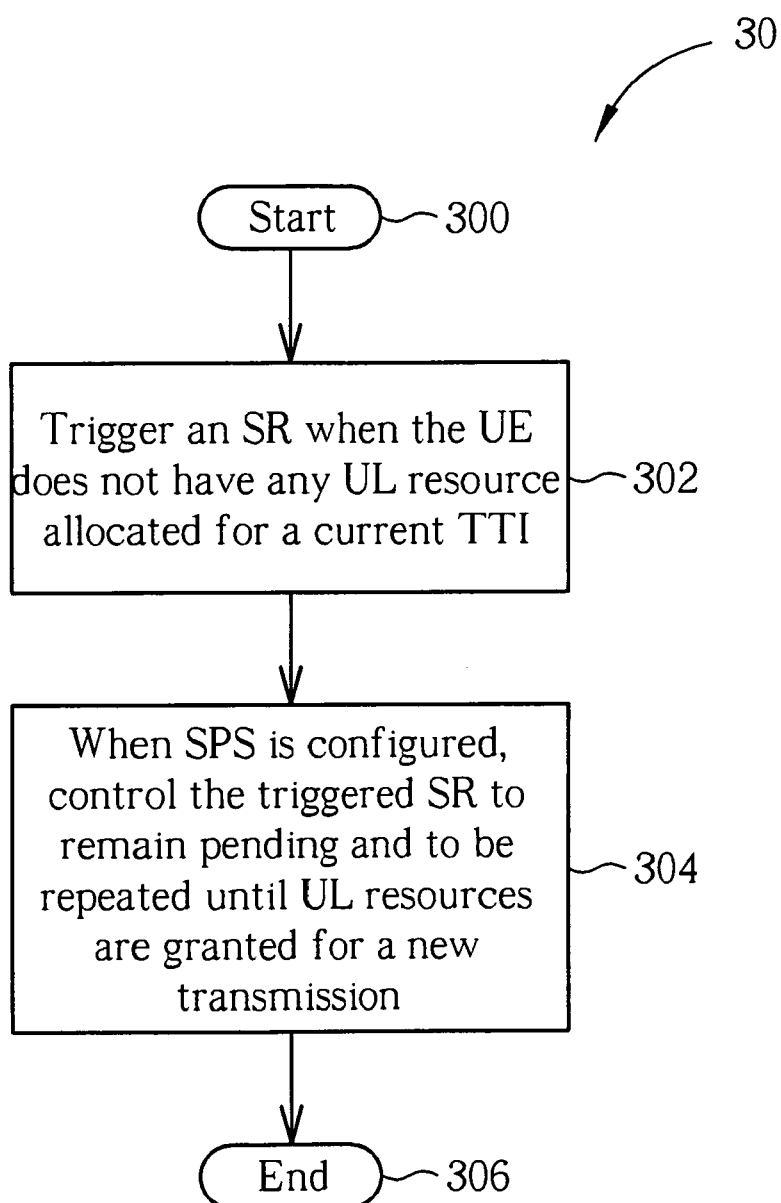 30
Start
300
Trigger an SR when the UE
does not have any UL resource
allocated for a current TTI
302
When SPS is configured,
control the triggered SR to
remain pending and to be
repeated until UL resources
are granted for a new
transmission
304
End
306